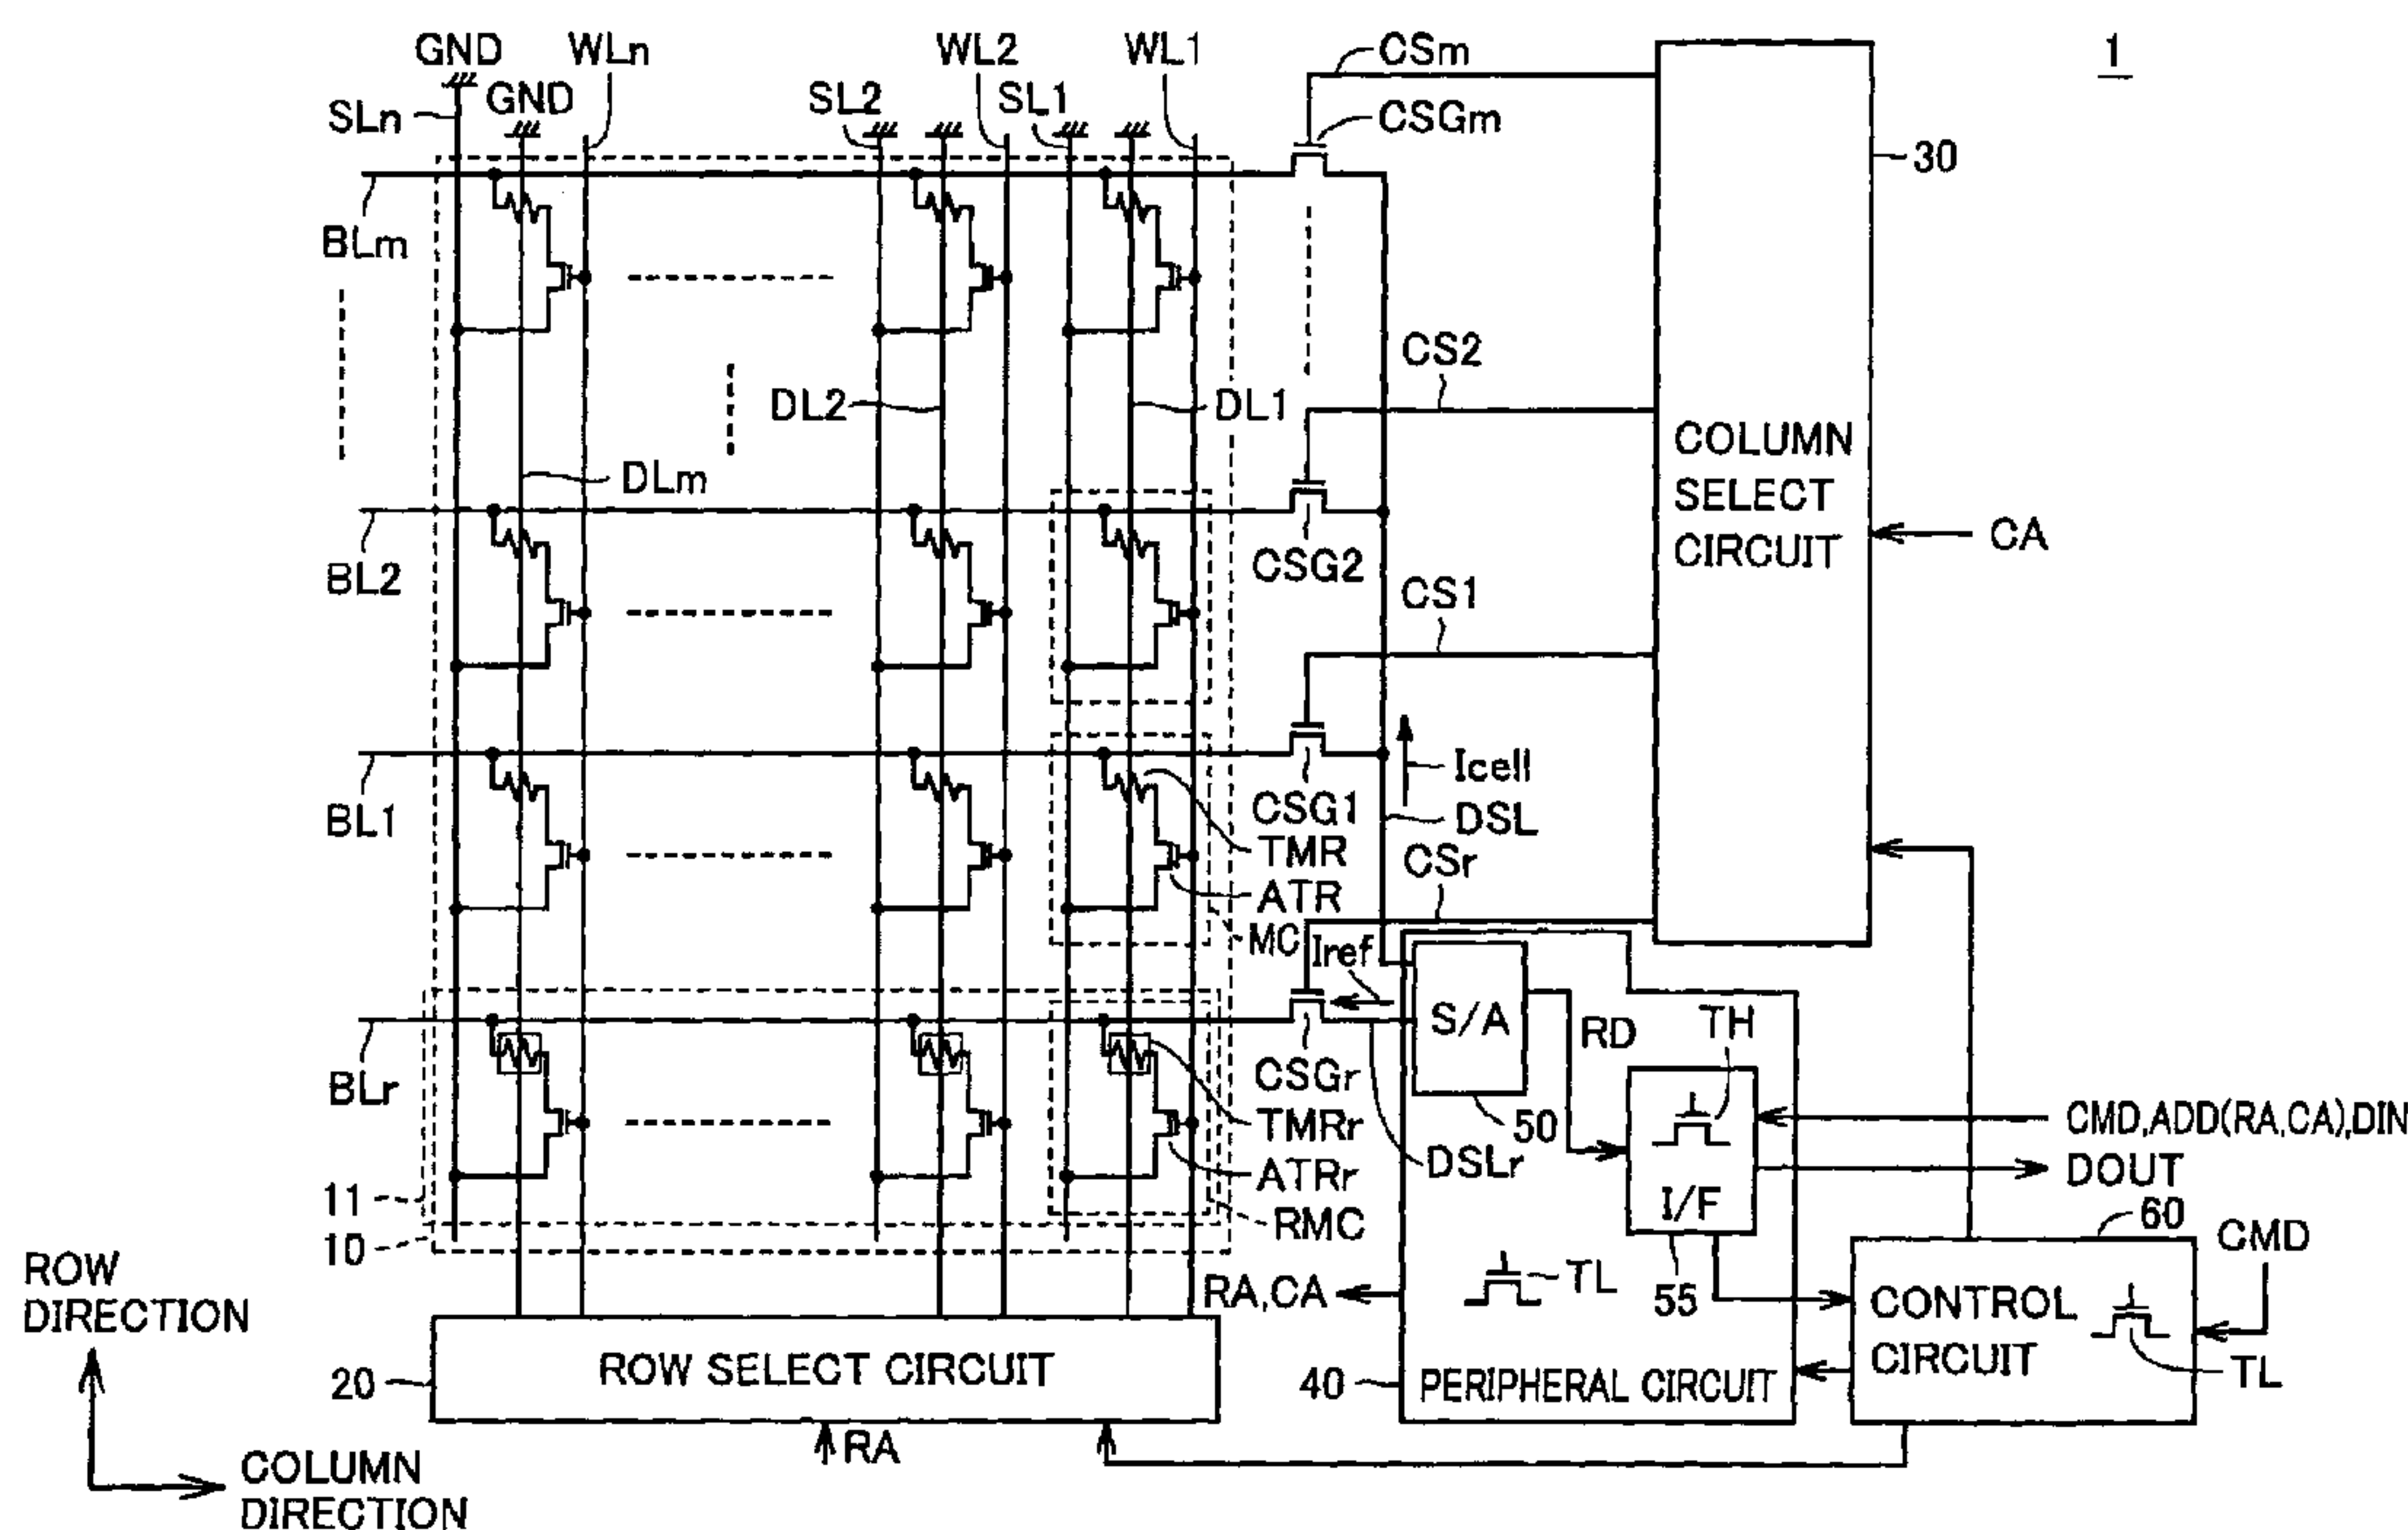 GND
WLn
WL2
WL1
CSm
1
SLn
GND
SL2
SL1
CSGm
30
BLm
CS2
DL2
DL1
COLUMN
SELECT
CIRCUIT
DLm
CA
BL2
CSG2
CS1
Icell
BL1
CSG1
DSL
TMR
CSr
ATR
MC
Iref
S/A
RD
TH
BLr
CSGr
TMRr
50
CMD,ADD(RA,CA),DIN
DSLr
DOUT
ATRr
11
I/F
RMC
60
CMD
10
ROW
DIRECTION
TL
RA,CA
55
CONTROL
CIRCUIT
TL
20
ROW SELECT CIRCUIT
40
PERIPHERAL CIRCUIT
RA
COLUMN
DIRECTION